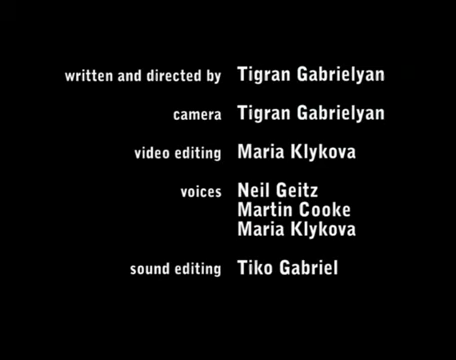 written and directed by Tigran Gabrielyan
camera Tigran Gabrielyan
video editing Maria Klykova
voices Neil Geitz
Martin Cooke
Maria Klykova
sound editing Tiko Gabriel